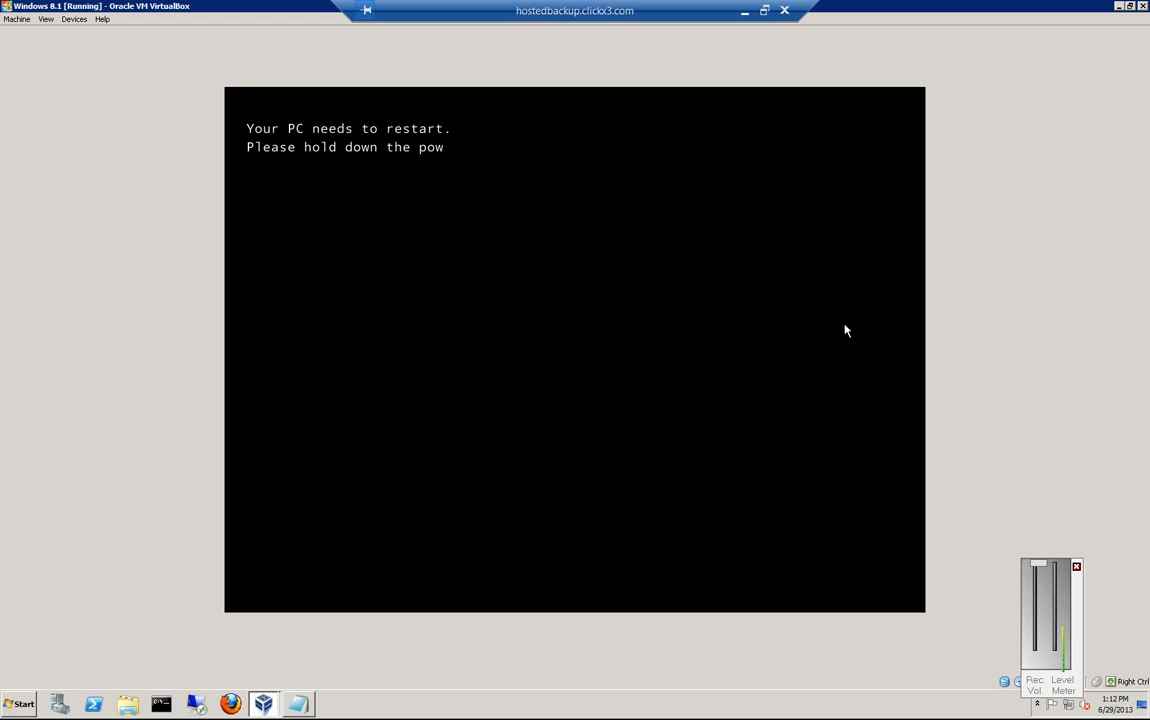 Windows 8.1 [Running] - Oracle VM VirtualBox
hostedbackup.clickx3.com
Machine View Devices Help
Your PC needs to restart.
Please hold down the pow
Rec. Level
Vol. Meter
Right Ctrl
Start
1:12 PM
6/29/2013